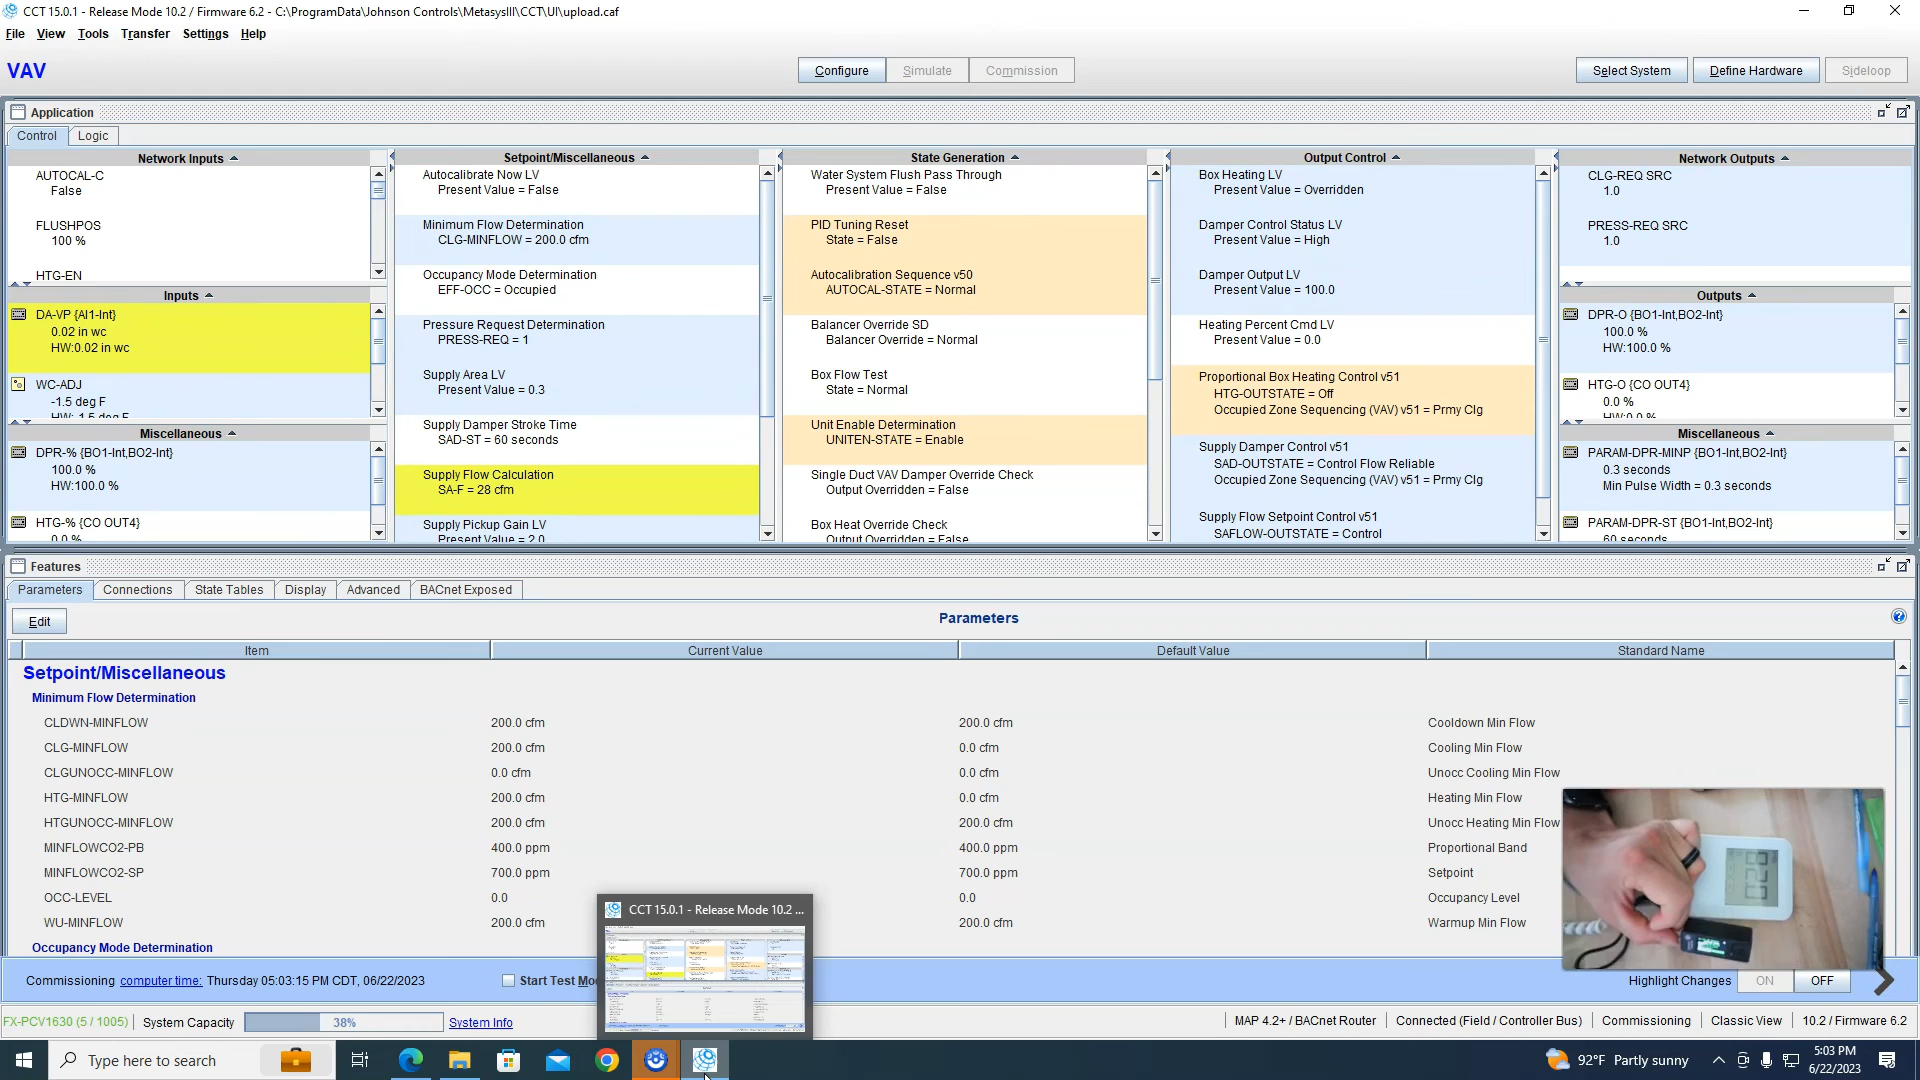 CCT 15.0.1 - Release Mode 10.2 / Firmware 6.2 - C:\ProgramData\Johnson Controls\MetasysIII\CCT\UI\upload.caf
File View Tools Transfer Settings Help
VAV
Configure Simulate Commission
Select System Define Hardware Sideloop
Application
Control Logic
Network Inputs
AUTOCAL-C
False
FLUSHPOS
100 %
HTG-EN
Inputs
DA-VP {AI1-Int}
0.02 in wc
HW:0.02 in wc
WC-ADJ
-1.5 deg F
HW:-1.5 deg F
Miscellaneous
DPR-% {BO1-Int,BO2-Int}
100.0 %
HW:100.0 %
HTG-% {CO OUT4}
0.0 %
Setpoint/Miscellaneous
Autocalibrate Now LV
Present Value = False
Minimum Flow Determination
CLG-MINFLOW = 200.0 cfm
Occupancy Mode Determination
EFF-OCC = Occupied
Pressure Request Determination
PRESS-REQ = 1
Supply Area LV
Present Value = 0.3
Supply Damper Stroke Time
SAD-ST = 60 seconds
Supply Flow Calculation
SA-F = 28 cfm
Supply Pickup Gain LV
Present Value = 2.0
State Generation
Water System Flush Pass Through
Present Value = False
PID Tuning Reset
State = False
Autocalibration Sequence v50
AUTOCAL-STATE = Normal
Balancer Override SD
Balancer Override = Normal
Box Flow Test
State = Normal
Unit Enable Determination
UNITEN-STATE = Enable
Single Duct VAV Damper Override Check
Output Overridden = False
Box Heat Override Check
Output Overridden = False
Output Control
Box Heating LV
Present Value = Overridden
Damper Control Status LV
Present Value = High
Damper Output LV
Present Value = 100.0
Heating Percent Cmd LV
Present Value = 0.0
Proportional Box Heating Control v51
HTG-OUTSTATE = Off
Occupied Zone Sequencing (VAV) v51 = Prmy Clg
Supply Damper Control v51
SAD-OUTSTATE = Control Flow Reliable
Occupied Zone Sequencing (VAV) v51 = Prmy Clg
Supply Flow Setpoint Control v51
SAFLOW-OUTSTATE = Control
Network Outputs
CLG-REQ SRC
1.0
PRESS-REQ SRC
1.0
Outputs
DPR-O {BO1-Int,BO2-Int}
100.0 %
HW:100.0 %
HTG-O {CO OUT4}
0.0 %
HW:0.0 %
Miscellaneous
PARAM-DPR-MINP {BO1-Int,BO2-Int}
0.3 seconds
Min Pulse Width = 0.3 seconds
PARAM-DPR-ST {BO1-Int,BO2-Int}
60 seconds
Features
Parameters Connections State Tables Display Advanced BACnet Exposed
Edit Parameters
Item Current Value Default Value Standard Name
Setpoint/Miscellaneous
Minimum Flow Determination
CLDWN-MINFLOW 200.0 cfm 200.0 cfm Cooldown Min Flow
CLG-MINFLOW 200.0 cfm 0.0 cfm Cooling Min Flow
CLGUNOCC-MINFLOW 0.0 cfm 0.0 cfm Unocc Cooling Min Flow
HTG-MINFLOW 200.0 cfm 0.0 cfm Heating Min Flow
HTGUNOCC-MINFLOW 200.0 cfm 200.0 cfm Unocc Heating Min Flow
MINFLOWCO2-PB 400.0 ppm 400.0 ppm Proportional Band
MINFLOWCO2-SP 700.0 ppm 700.0 ppm Setpoint
OCC-LEVEL 0.0 0.0 Occupancy Level
WU-MINFLOW 200.0 cfm 200.0 cfm Warmup Min Flow
Occupancy Mode Determination
CCT 15.0.1 - Release Mode 10.2 ...
Commissioning computer time: Thursday 05:03:15 PM CDT, 06/22/2023 Start Test Mo
Highlight Changes ON OFF
FX-PCV1630 (5 / 1005) System Capacity 38% System Info
MAP 4.2+ / BACnet Router Connected (Field / Controller Bus) Commissioning Classic View 10.2 / Firmware 6.2
Type here to search
92°F Partly sunny
5:03 PM
6/22/2023